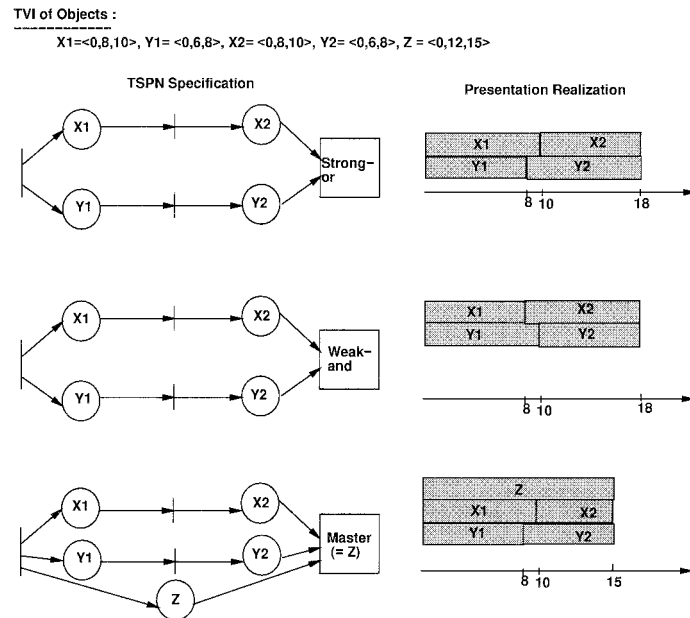 TVI of Objects :
X1=<0,8,10>, Y1= <0,6,8>, X2= <0,8,10>, Y2= <0,6,8>, Z = <0,12,15>
TSPN Specification
Presentation Realization
X1
X2
Strong–
or
Y1
Y2
X1
X2
Y1
Y2
8 10
18
X1
X2
Weak–
and
Y1
Y2
X1
X2
Y1
Y2
8 10
18
X1
X2
Master
(= Z)
Y1
Y2
Z
Z
X1
X2
Y1
Y2
8 10
15